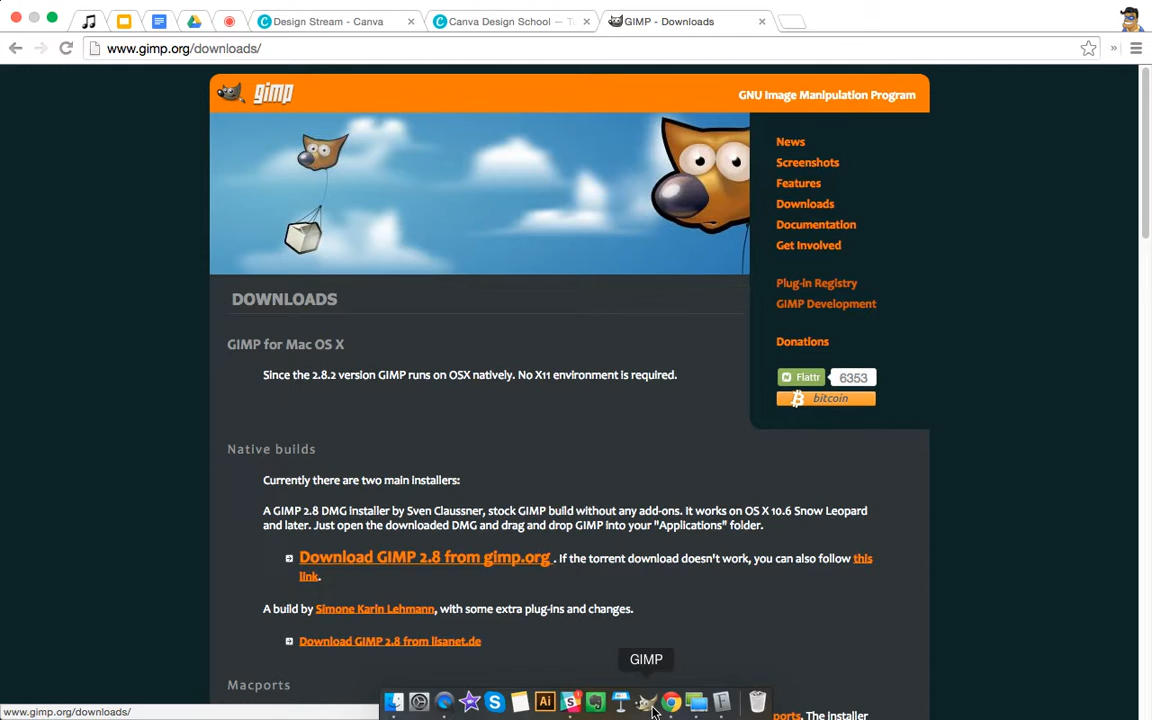 Design Stream - Canva
Canva Design School — T
GIMP - Downloads
www.gimp.org/downloads/
gimp
GNU Image Manipulation Program
News
Screenshots
Features
Downloads
Documentation
Get Involved
Plug-in Registry
GIMP Development
Donations
Flattr 6353
bitcoin
DOWNLOADS
GIMP for Mac OS X
Since the 2.8.2 version GIMP runs on OSX natively. No X11 environment is required.
Native builds
Currently there are two main installers:
A GIMP 2.8 DMG installer by Sven Claussner, stock GIMP build without any add-ons. It works on OS X 10.6 Snow Leopard
and later. Just open the downloaded DMG and drag and drop GIMP into your "Applications" folder.
Download GIMP 2.8 from gimp.org . If the torrent download doesn't work, you can also follow this
link.
A build by Simone Karin Lehmann, with some extra plug-ins and changes.
Download GIMP 2.8 from lisanet.de
GIMP
Macports
Ai
www.gimp.org/downloads/
ports. The installer